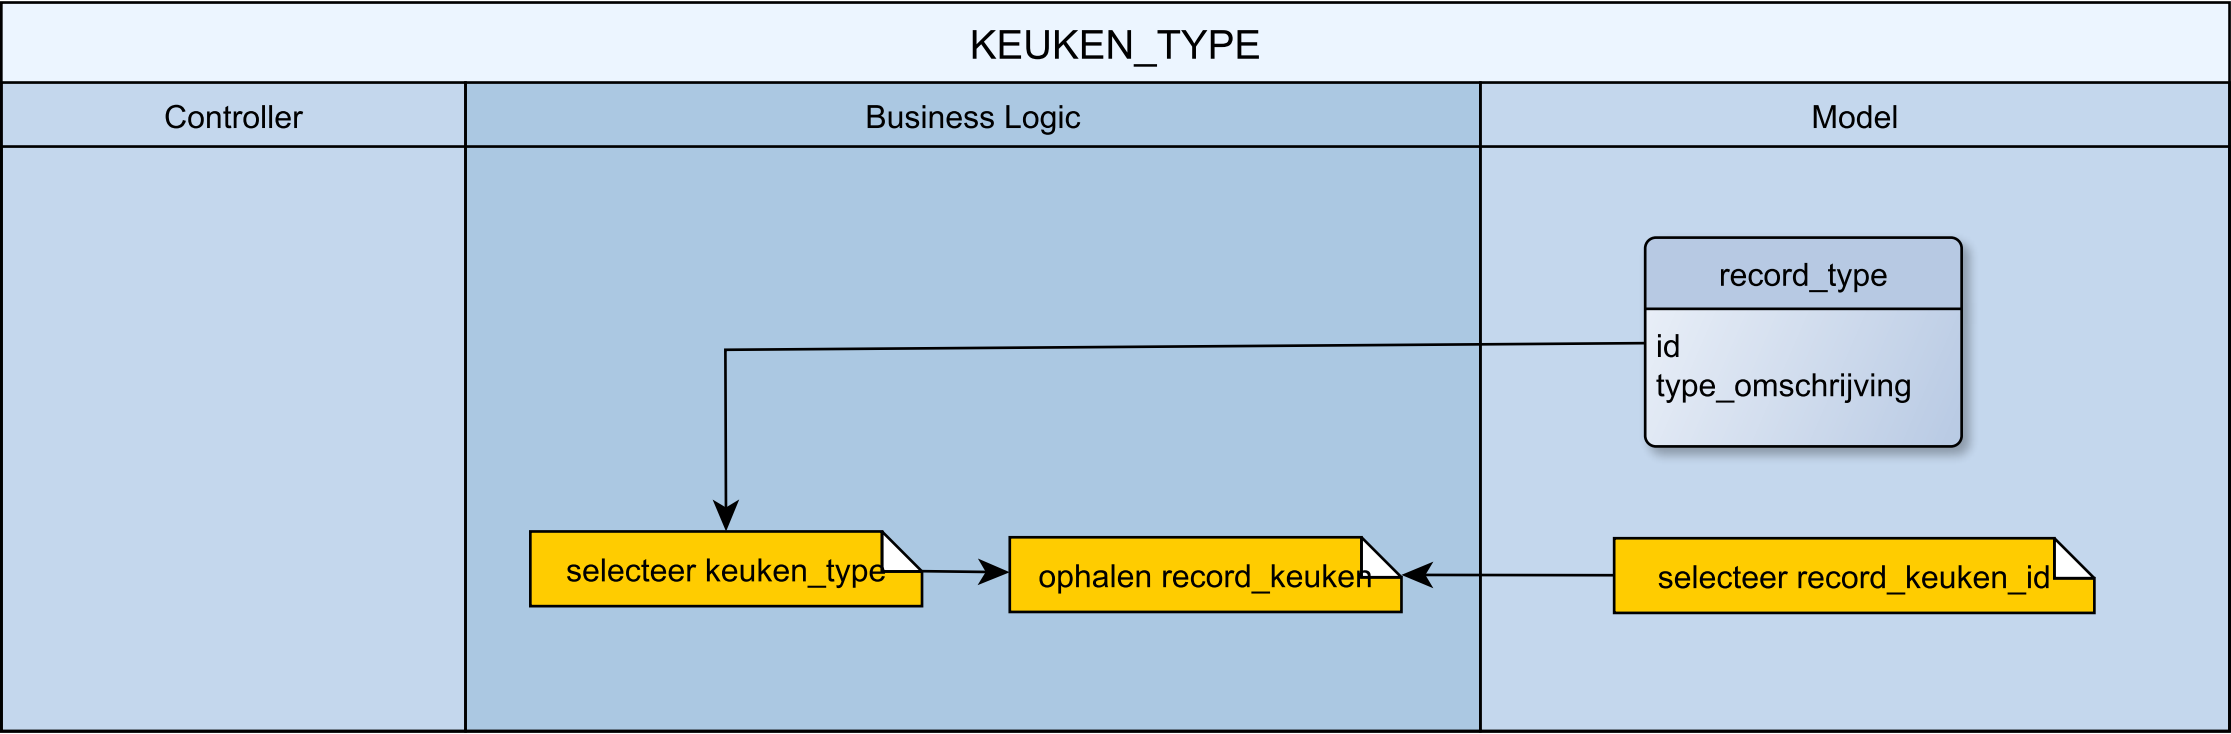 KEUKEN_TYPE
Controller
Business Logic
Model
record_type
id
type_omschrijving
selecteer keuken_type
ophalen record_keuken
selecteer record_keuken_id